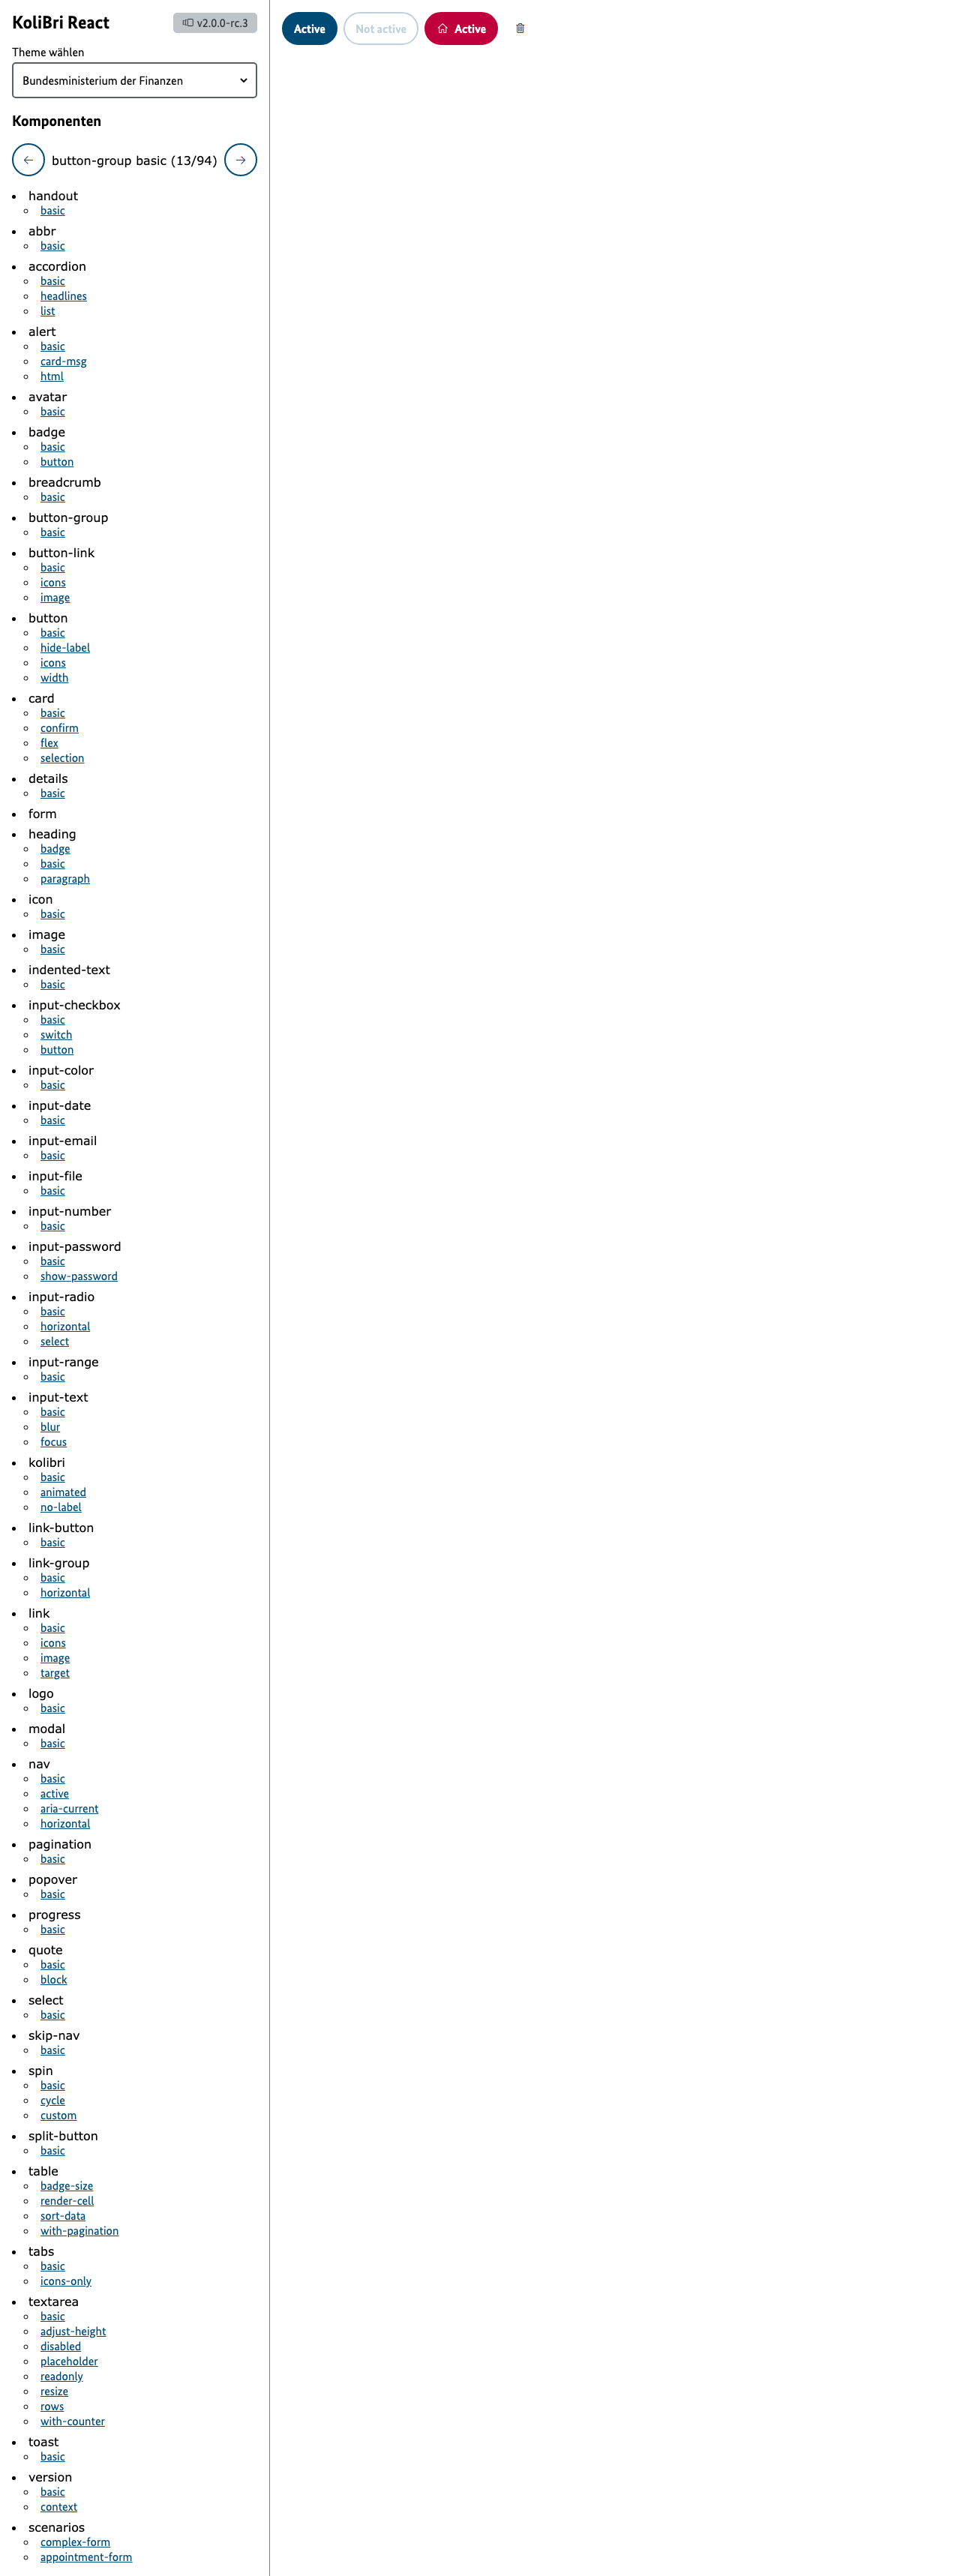 KoliBri React
v2.0.0-rc.3
Theme wählen
Bundesministerium der Finanzen
Komponenten
button-group basic (13/94)
handout
basic
abbr
basic
accordion
basic
headlines
list
alert
basic
card-msg
html
avatar
basic
badge
basic
button
breadcrumb
basic
button-group
basic
button-link
basic
icons
image
button
basic
hide-label
icons
width
card
basic
confirm
flex
selection
details
basic
form
heading
badge
basic
paragraph
icon
basic
image
basic
indented-text
basic
input-checkbox
basic
switch
button
input-color
basic
input-date
basic
input-email
basic
input-file
basic
input-number
basic
input-password
basic
show-password
input-radio
basic
horizontal
select
input-range
basic
input-text
basic
blur
focus
kolibri
basic
animated
no-label
link-button
basic
link-group
basic
horizontal
link
basic
icons
image
target
logo
basic
modal
basic
nav
basic
active
aria-current
horizontal
pagination
basic
popover
basic
progress
basic
quote
basic
block
select
basic
skip-nav
basic
spin
basic
cycle
custom
split-button
basic
table
badge-size
render-cell
sort-data
with-pagination
tabs
basic
icons-only
textarea
basic
adjust-height
disabled
placeholder
readonly
resize
rows
with-counter
toast
basic
version
basic
context
scenarios
complex-form
appointment-form
Active Not active Active